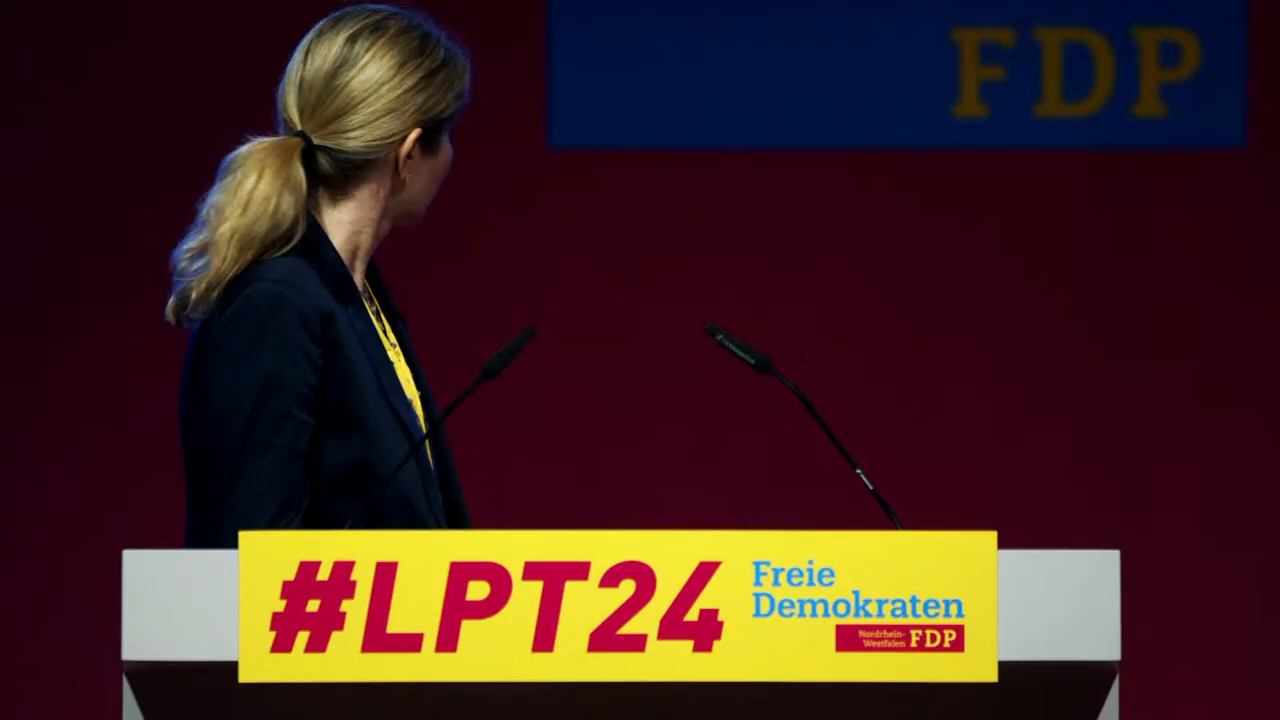 FDP
#LPT24
Freie
Demokraten
Nordrhein-
Westfalen
FDP